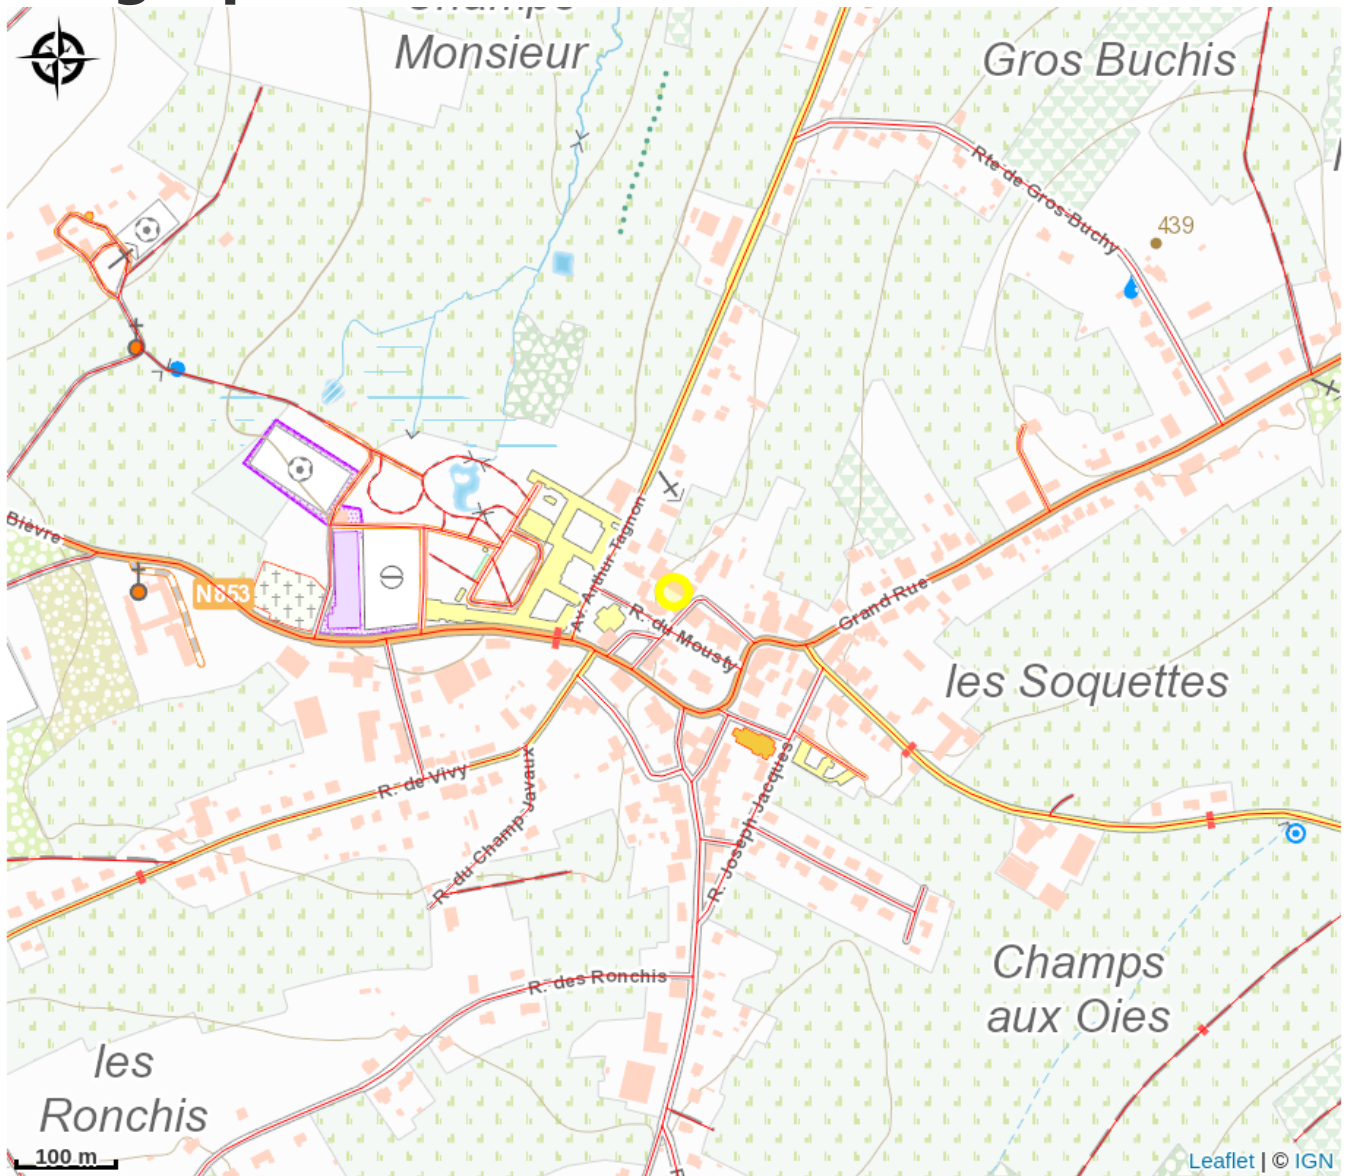 Monsieur
Gros Buchis
Rte de Gros-Buchy
439
Bièvre
N853
Av. Arthur Tagnon
R. du Mousty
Grand Rue
les Soquettes
R. de Vivy
R. du Champ Javaux
R. Joseph Jacques
R. des Ronchis
Champs
aux Oies
les
Ronchis
100 m
Leaflet | © IGN